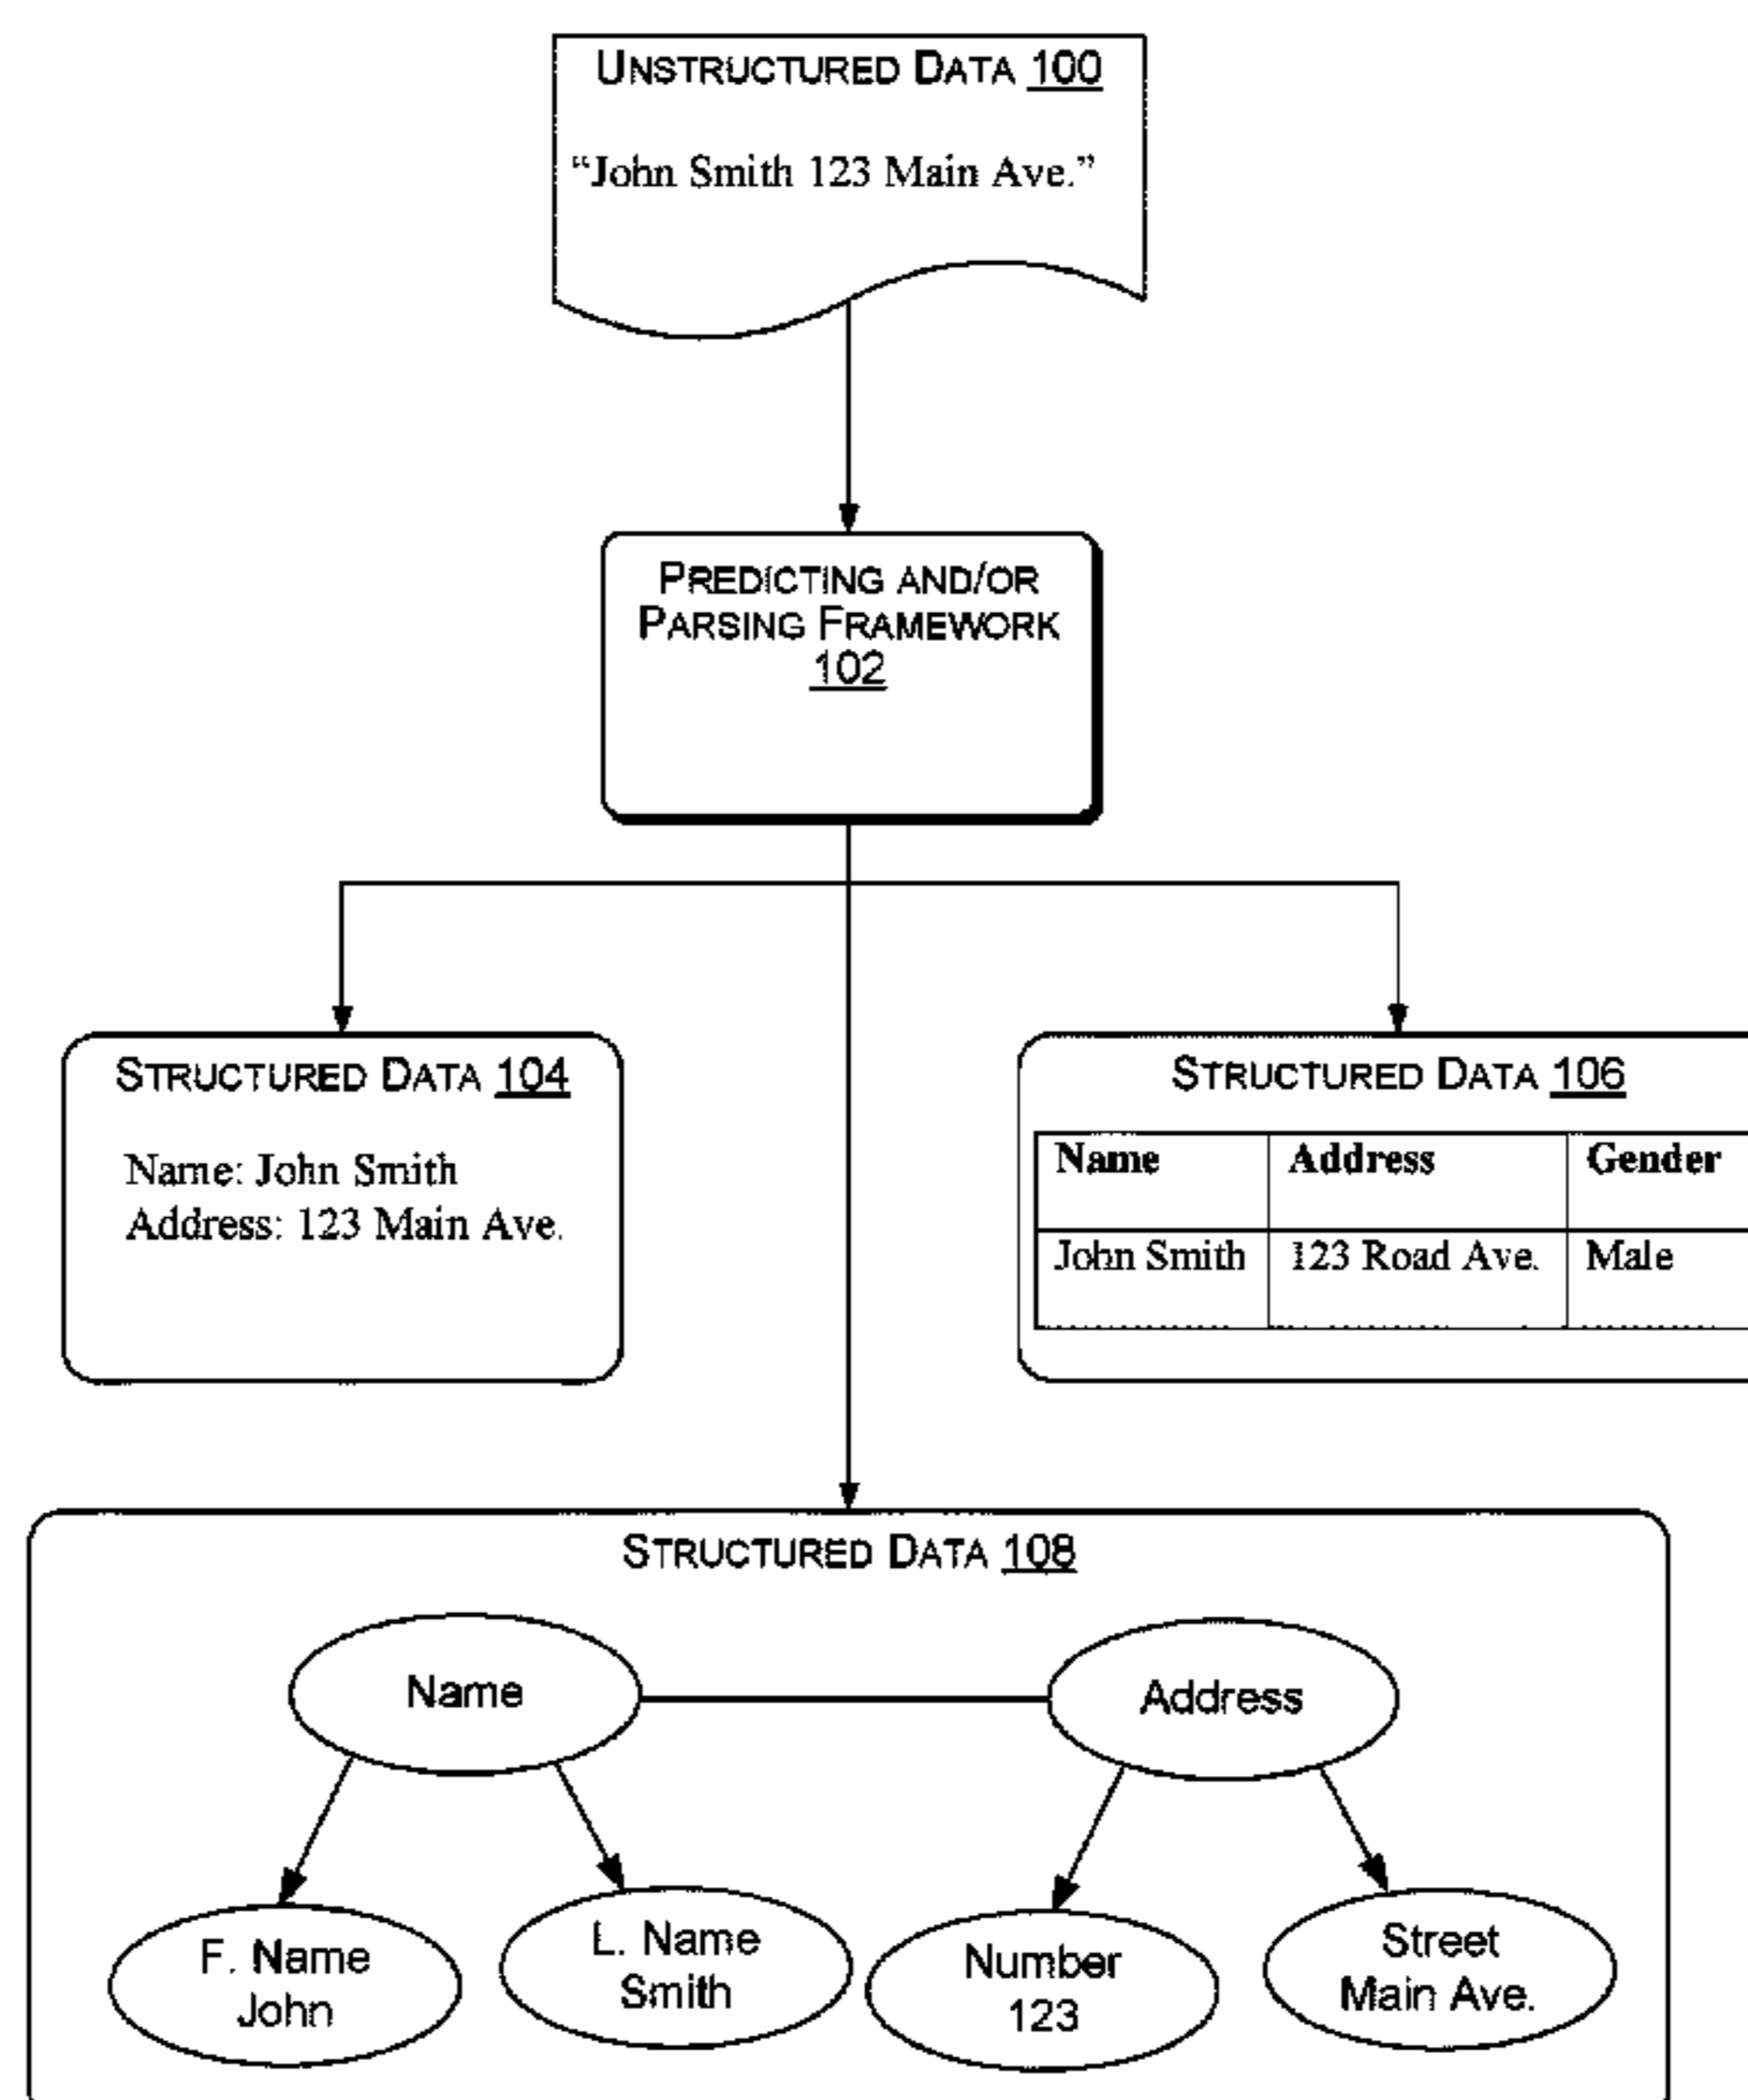 UNSTRUCTURED DATA 100
“John Smith 123 Main Ave.”
PREDICTING AND/OR
PARSING FRAMEWORK
102
STRUCTURED DATA 104
Name: John Smith
Address: 123 Main Ave.
STRUCTURED DATA 106
Name Address Gender
John Smith 123 Road Ave. Male
STRUCTURED DATA 108
Name
Address
F. Name
John
L. Name
Smith
Number
123
Street
Main Ave.